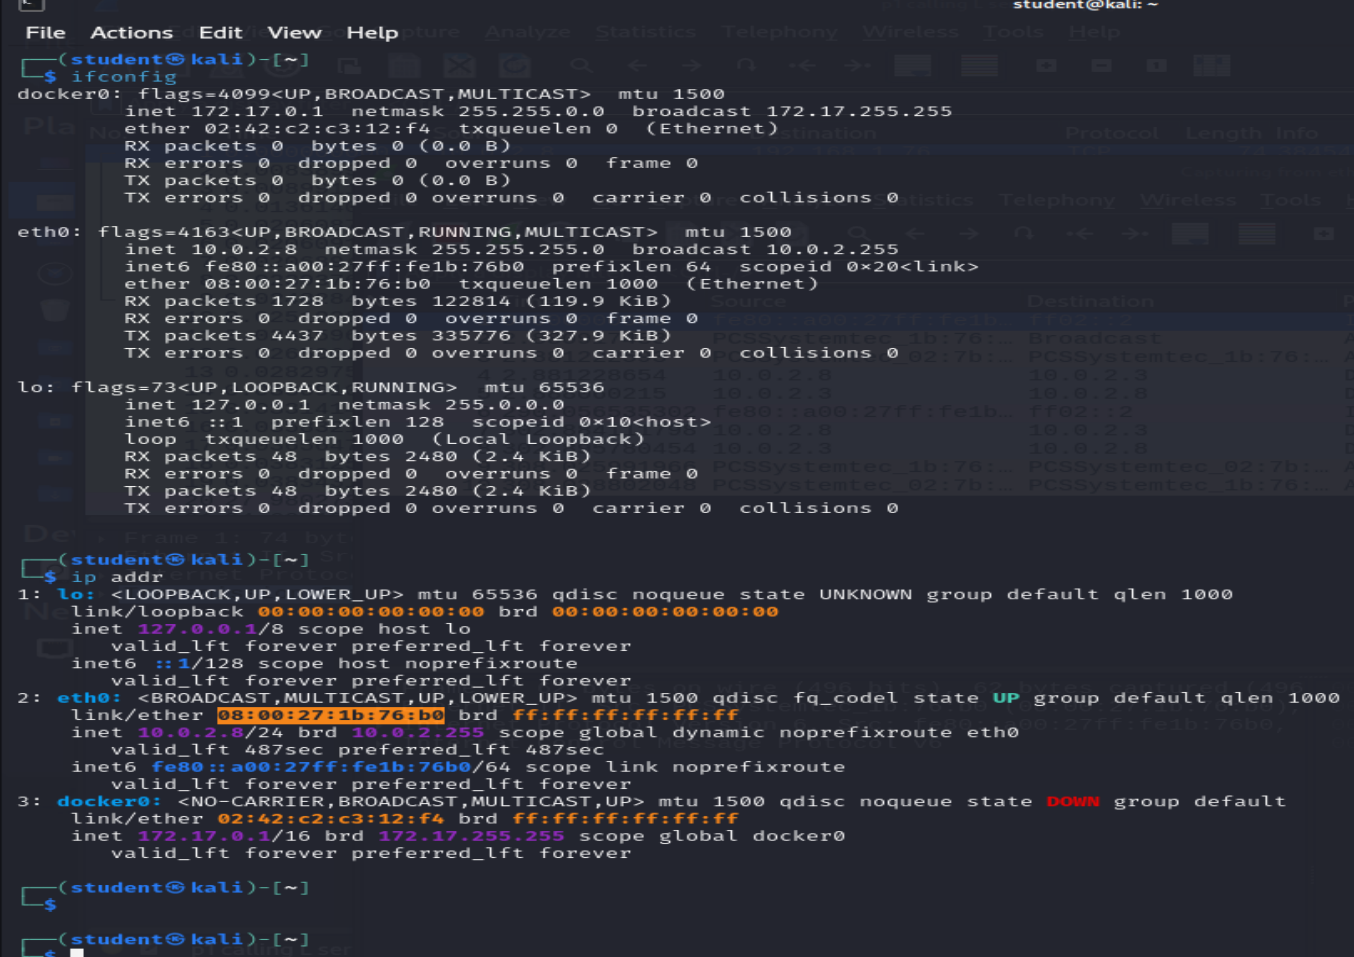 student@kali: ~
File Actions Edit View Help
(student㉿kali)-[~]
$ ifconfig
docker0: flags=4099<UP,BROADCAST,MULTICAST> mtu 1500
inet 172.17.0.1 netmask 255.255.0.0 broadcast 172.17.255.255
ether 02:42:c2:c3:12:f4 txqueuelen 0 (Ethernet)
RX packets 0 bytes 0 (0.0 B)
RX errors 0 dropped 0 overruns 0 frame 0
TX packets 0 bytes 0 (0.0 B)
TX errors 0 dropped 0 overruns 0 carrier 0 collisions 0
eth0: flags=4163<UP,BROADCAST,RUNNING,MULTICAST> mtu 1500
inet 10.0.2.8 netmask 255.255.255.0 broadcast 10.0.2.255
inet6 fe80::a00:27ff:fe1b:76b0 prefixlen 64 scopeid 0×20<link>
ether 08:00:27:1b:76:b0 txqueuelen 1000 (Ethernet)
RX packets 1728 bytes 122814 (119.9 KiB)
RX errors 0 dropped 0 overruns 0 frame 0
TX packets 4437 bytes 335776 (327.9 KiB)
TX errors 0 dropped 0 overruns 0 carrier 0 collisions 0
lo: flags=73<UP,LOOPBACK,RUNNING> mtu 65536
inet 127.0.0.1 netmask 255.0.0.0
inet6 ::1 prefixlen 128 scopeid 0×10<host>
loop txqueuelen 1000 (Local Loopback)
RX packets 48 bytes 2480 (2.4 KiB)
RX errors 0 dropped 0 overruns 0 frame 0
TX packets 48 bytes 2480 (2.4 KiB)
TX errors 0 dropped 0 overruns 0 carrier 0 collisions 0
(student㉿kali)-[~]
$ ip addr
1: lo: <LOOPBACK,UP,LOWER_UP> mtu 65536 qdisc noqueue state UNKNOWN group default qlen 1000
link/loopback 00:00:00:00:00:00 brd 00:00:00:00:00:00
inet 127.0.0.1/8 scope host lo
valid_lft forever preferred_lft forever
inet6 ::1/128 scope host noprefixroute
valid_lft forever preferred_lft forever
2: eth0: <BROADCAST,MULTICAST,UP,LOWER_UP> mtu 1500 qdisc fq_codel state UP group default qlen 1000
link/ether 08:00:27:1b:76:b0 brd ff:ff:ff:ff:ff:ff
inet 10.0.2.8/24 brd 10.0.2.255 scope global dynamic noprefixroute eth0
valid_lft 487sec preferred_lft 487sec
inet6 fe80::a00:27ff:fe1b:76b0/64 scope link noprefixroute
valid_lft forever preferred_lft forever
3: docker0: <NO-CARRIER,BROADCAST,MULTICAST,UP> mtu 1500 qdisc noqueue state DOWN group default
link/ether 02:42:c2:c3:12:f4 brd ff:ff:ff:ff:ff:ff
inet 172.17.0.1/16 brd 172.17.255.255 scope global docker0
valid_lft forever preferred_lft forever
(student㉿kali)-[~]
$
(student㉿kali)-[~]
$